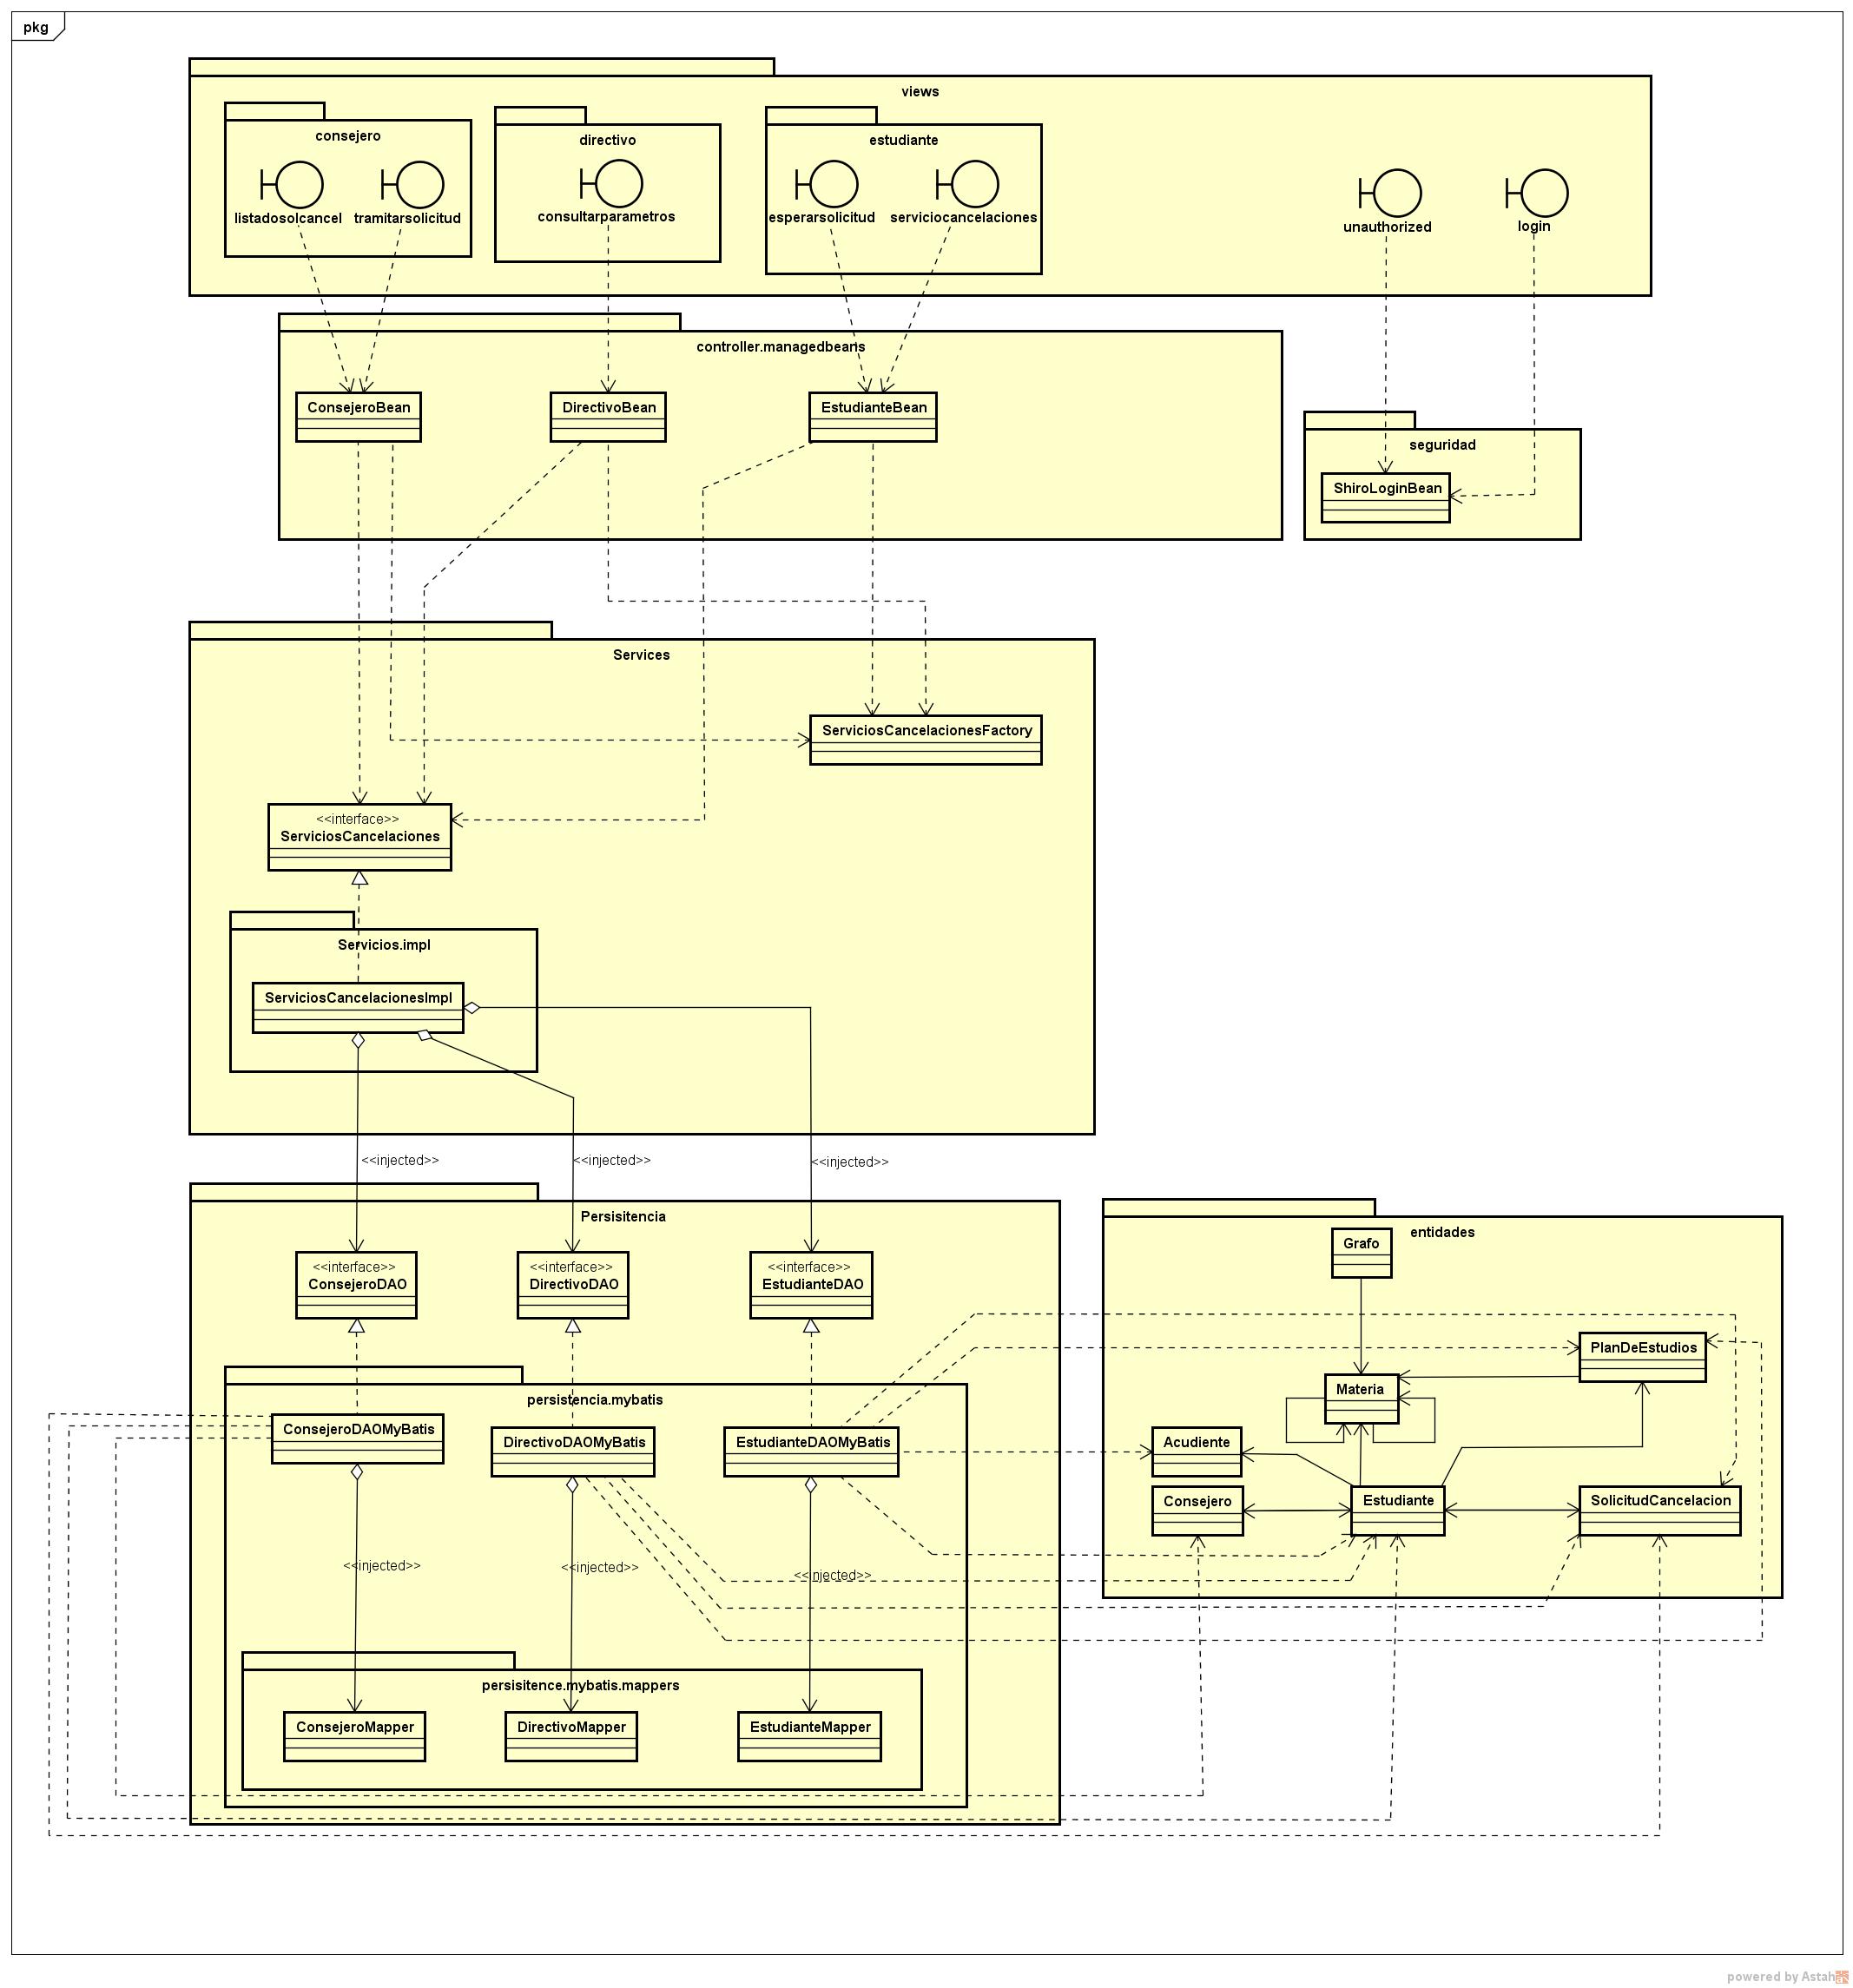 pkg
views
consejero
directivo
estudiante
listadosolcancel
tramitarsolicitud
consultarparametros
esperarsolicitud
serviciocancelaciones
unauthorized
login
controller.managedbeans
ConsejeroBean
DirectivoBean
EstudianteBean
seguridad
ShiroLoginBean
Services
ServiciosCancelacionesFactory
<<interface>>
ServiciosCancelaciones
Servicios.impl
ServiciosCancelacionesImpl
<<injected>>
<<injected>>
<<injected>>
Persisitencia
<<interface>>
ConsejeroDAO
<<interface>>
DirectivoDAO
<<interface>>
EstudianteDAO
persistencia.mybatis
ConsejeroDAOMyBatis
DirectivoDAOMyBatis
EstudianteDAOMyBatis
<<injected>>
<<injected>>
<<injected>>
persisitence.mybatis.mappers
ConsejeroMapper
DirectivoMapper
EstudianteMapper
entidades
Grafo
PlanDeEstudios
Materia
Acudiente
Consejero
Estudiante
SolicitudCancelacion
powered by Astah